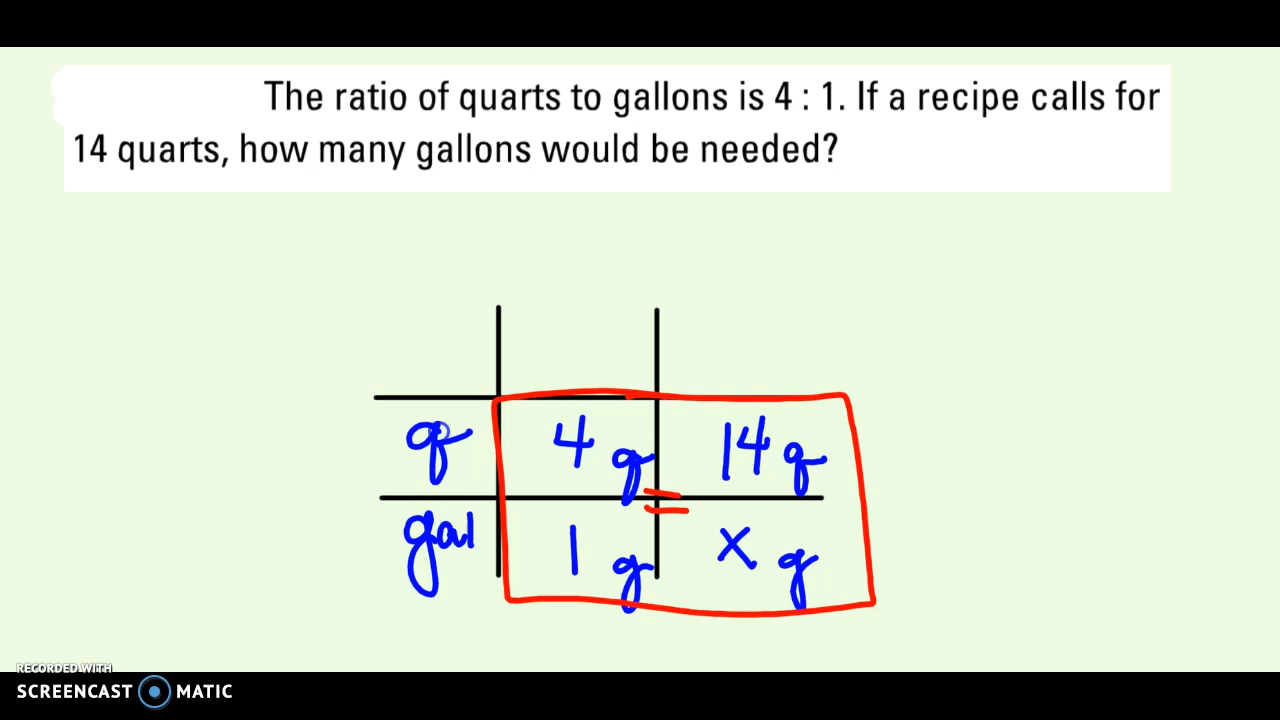 The ratio of quarts to gallons is 4 : 1. If a recipe calls for
14 quarts, how many gallons would be needed?
q 4 q = 14 q
gal 1 g x g
RECORDED WITH
SCREENCAST MATIC